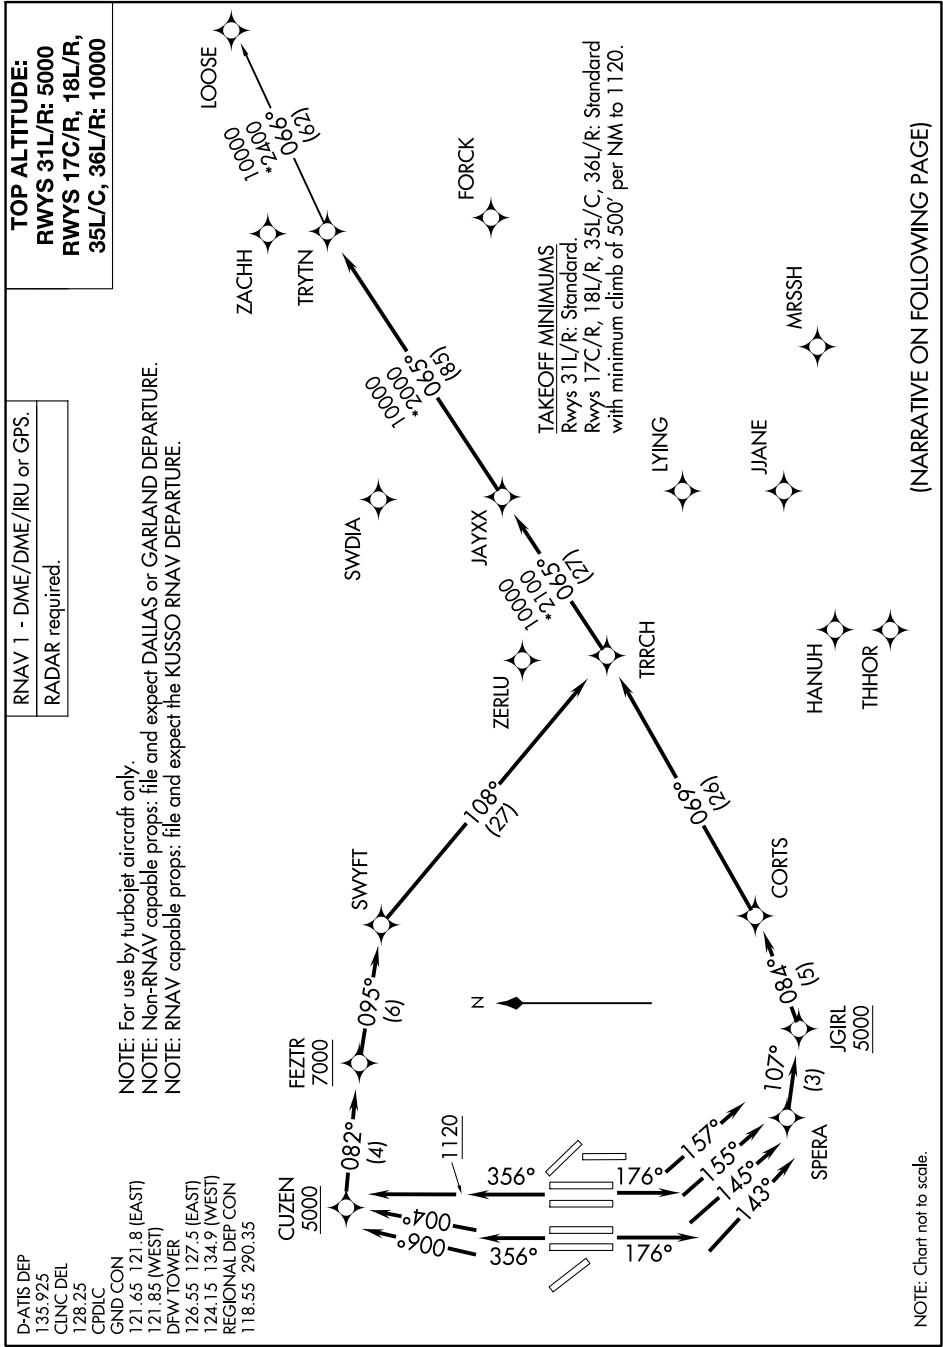 TOP ALTITUDE:
RWYS 31L/R: 5000
RWYS 17C/R, 18L/R,
35L/C, 36L/R: 10000
RNAV 1 - DME/DME/IRU or GPS.
RADAR required.
NOTE: For use by turbojet aircraft only.
NOTE: Non-RNAV capable props: file and expect DALLAS or GARLAND DEPARTURE.
NOTE: RNAV capable props: file and expect the KUSSO RNAV DEPARTURE.
D-ATIS DEP
135.925
CLNC DEL
128.25
CPDLC
GND CON
121.65 121.8 (EAST)
121.85 (WEST)
DFW TOWER
126.55 127.5 (EAST)
124.15 134.9 (WEST)
REGIONAL DEP CON
118.55 290.35
CUZEN
5000
082°
(4)
FEZTR
7000
095°
(6)
SWYFT
108°
(27)
ZERLU
TRRCH
10000
*2100
065°
(27)
SWDIA
JAYXX
10000
*2000
065°
(85)
ZACHH
TRYTN
10000
*2400
066°
(62)
LOOSE
FORCK
TAKEOFF MINIMUMS
Rwys 31L/R: Standard.
Rwys 17C/R, 18L/R, 35L/C, 36L/R: Standard
with minimum climb of 500' per NM to 1120.
1120
006°
004°
356°
356°
176°
176°
157°
155°
145°
143°
SPERA
107°
(3)
JGIRL
5000
084°
(5)
CORTS
069°
(26)
N
LYING
JJANE
MRSSH
HANUH
THHOR
(NARRATIVE ON FOLLOWING PAGE)
NOTE: Chart not to scale.